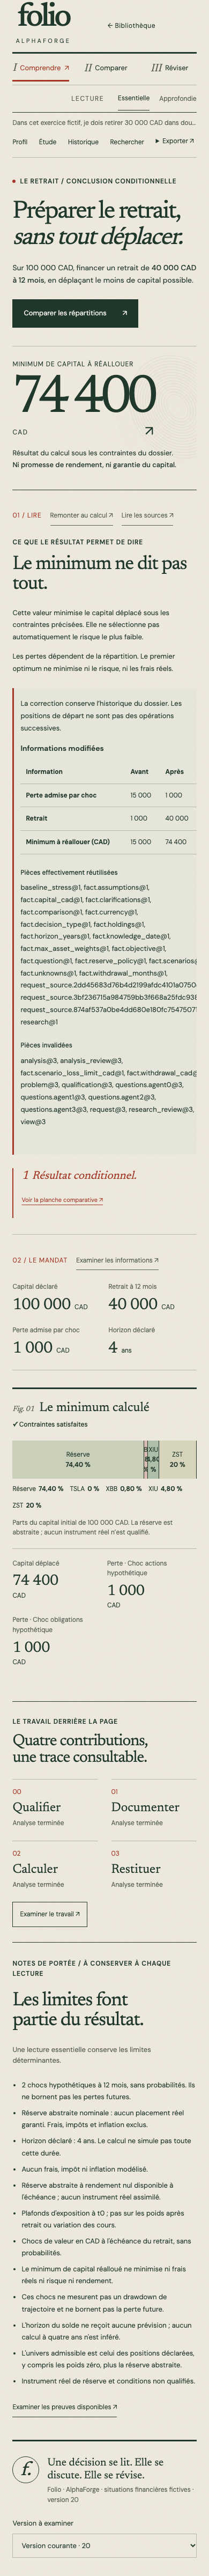 folio
ALPHAFORGE
← Bibliothèque
I Comprendre ↗
II Comparer
III Réviser
LECTURE
Essentielle
Approfondie
Dans cet exercice fictif, je dois retirer 30 000 CAD dans dou...
Profil
Étude
Historique
Rechercher
▸ Exporter ↗
LE RETRAIT / CONCLUSION CONDITIONNELLE
Préparer le retrait,
sans tout déplacer.
Sur 100 000 CAD, financer un retrait de 40 000 CAD
à 12 mois, en déplaçant le moins de capital possible.
Comparer les répartitions ↗
MINIMUM DE CAPITAL À RÉALLOUER
74 400
CAD
↗
Résultat du calcul sous les contraintes du dossier.
Ni promesse de rendement, ni garantie du capital.
01 / LIRE
Remonter au calcul ↗
Lire les sources ↗
CE QUE LE RÉSULTAT PERMET DE DIRE
Le minimum ne dit pas
tout.
Cette valeur minimise le capital déplacé sous les
contraintes précisées. Elle ne sélectionne pas
automatiquement le risque le plus faible.
Les pertes dépendent de la répartition. Le premier
optimum ne minimise ni le risque, ni les frais réels.
La correction conserve l'historique du dossier. Les
positions de départ ne sont pas des opérations
successives.
Informations modifiées
Information Avant Après
Perte admise par choc 15 000 1 000
Retrait 1 000 40 000
Minimum à réallouer (CAD) 15 000 74 400
Pièces effectivement réutilisées
baseline_stress@1, fact.assumptions@1,
fact.capital_cad@1, fact.clarifications@1,
fact.comparison@1, fact.currency@1,
fact.decision_type@1, fact.holdings@1,
fact.horizon_years@1, fact.knowledge_date@1,
fact.max_asset_weights@1, fact.objective@1,
fact.question@1, fact.reserve_policy@1, fact.scenarios@
fact.unknowns@1, fact.withdrawal_months@1,
research@1
Pièces invalidées
analysis@3, analysis_review@3,
fact.scenario_loss_limit_cad@1, fact.withdrawal_cad@
problem@3, qualification@3, questions.agent0@3,
questions.agent1@3, questions.agent2@3,
questions.agent3@3, request@3, research_review@3,
view@3
1 Résultat conditionnel.
Voir la planche comparative ↗
02 / LE MANDAT
Examiner les informations ↗
Capital déclaré
100 000 CAD
Retrait à 12 mois
40 000 CAD
Perte admise par choc
1 000 CAD
Horizon déclaré
4 ans
Fig. 01 Le minimum calculé
✓ Contraintes satisfaites
Réserve
74,40 %
ZST
20 %
Réserve 74,40 % TSLA 0 % XBB 0,80 % XIU 4,80 %
ZST 20 %
Parts du capital initial de 100 000 CAD. La réserve est
abstraite ; aucun instrument réel n'est qualifié.
Capital déplacé
74 400
CAD
Perte · Choc actions
hypothétique
1 000
CAD
Perte · Choc obligations
hypothétique
1 000
CAD
LE TRAVAIL DERRIÈRE LA PAGE
Quatre contributions,
une trace consultable.
00
Qualifier
Analyse terminée
01
Documenter
Analyse terminée
02
Calculer
Analyse terminée
03
Restituer
Analyse terminée
Examiner le travail ↗
NOTES DE PORTÉE / À CONSERVER À CHAQUE
LECTURE
Les limites font
partie du résultat.
Une lecture essentielle conserve les limites
déterminantes.
• 2 chocs hypothétiques à 12 mois, sans probabilités. Ils
ne bornent pas les pertes futures.
• Réserve abstraite nominale : aucun placement réel
garanti. Frais, impôts et inflation exclus.
• Horizon déclaré : 4 ans. Le calcul ne simule pas toute
cette durée.
• Aucun frais, impôt ni inflation modélisé.
• Réserve abstraite à rendement nul disponible à
l'échéance ; aucun instrument réel assimilé.
• Plafonds d'exposition à t0 ; pas sur les poids après
retrait ou variation des cours.
• Chocs de valeur en CAD à l'échéance du retrait, sans
probabilités.
• Le minimum de capital réalloué ne minimise ni frais
réels ni risque ni rendement.
• Ces chocs ne mesurent pas un drawdown de
trajectoire et ne bornent pas la perte future.
• L'horizon du solde ne reçoit aucune prévision ; aucun
calcul à quatre ans n'est inféré.
• L'univers admissible est celui des positions déclarées,
y compris les poids zéro, plus la réserve abstraite.
• Instrument réel de réserve et conditions non qualifiés.
Examiner les preuves disponibles ↗
f.
Une décision se lit. Elle se
discute. Elle se révise.
Folio · AlphaForge · situations financières fictives ·
version 20
Version à examiner
Version courante · 20